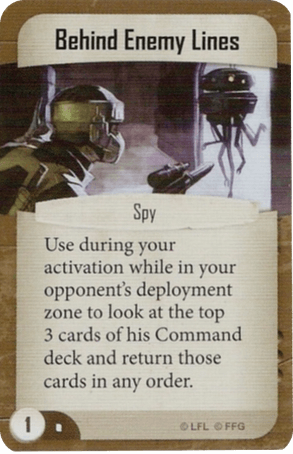 Behind Enemy Lines
Spy
Use during your
activation while in your
opponent's deployment
zone to look at the top
3 cards of his Command
deck and return those
cards in any order.
1
© LFL © FFG